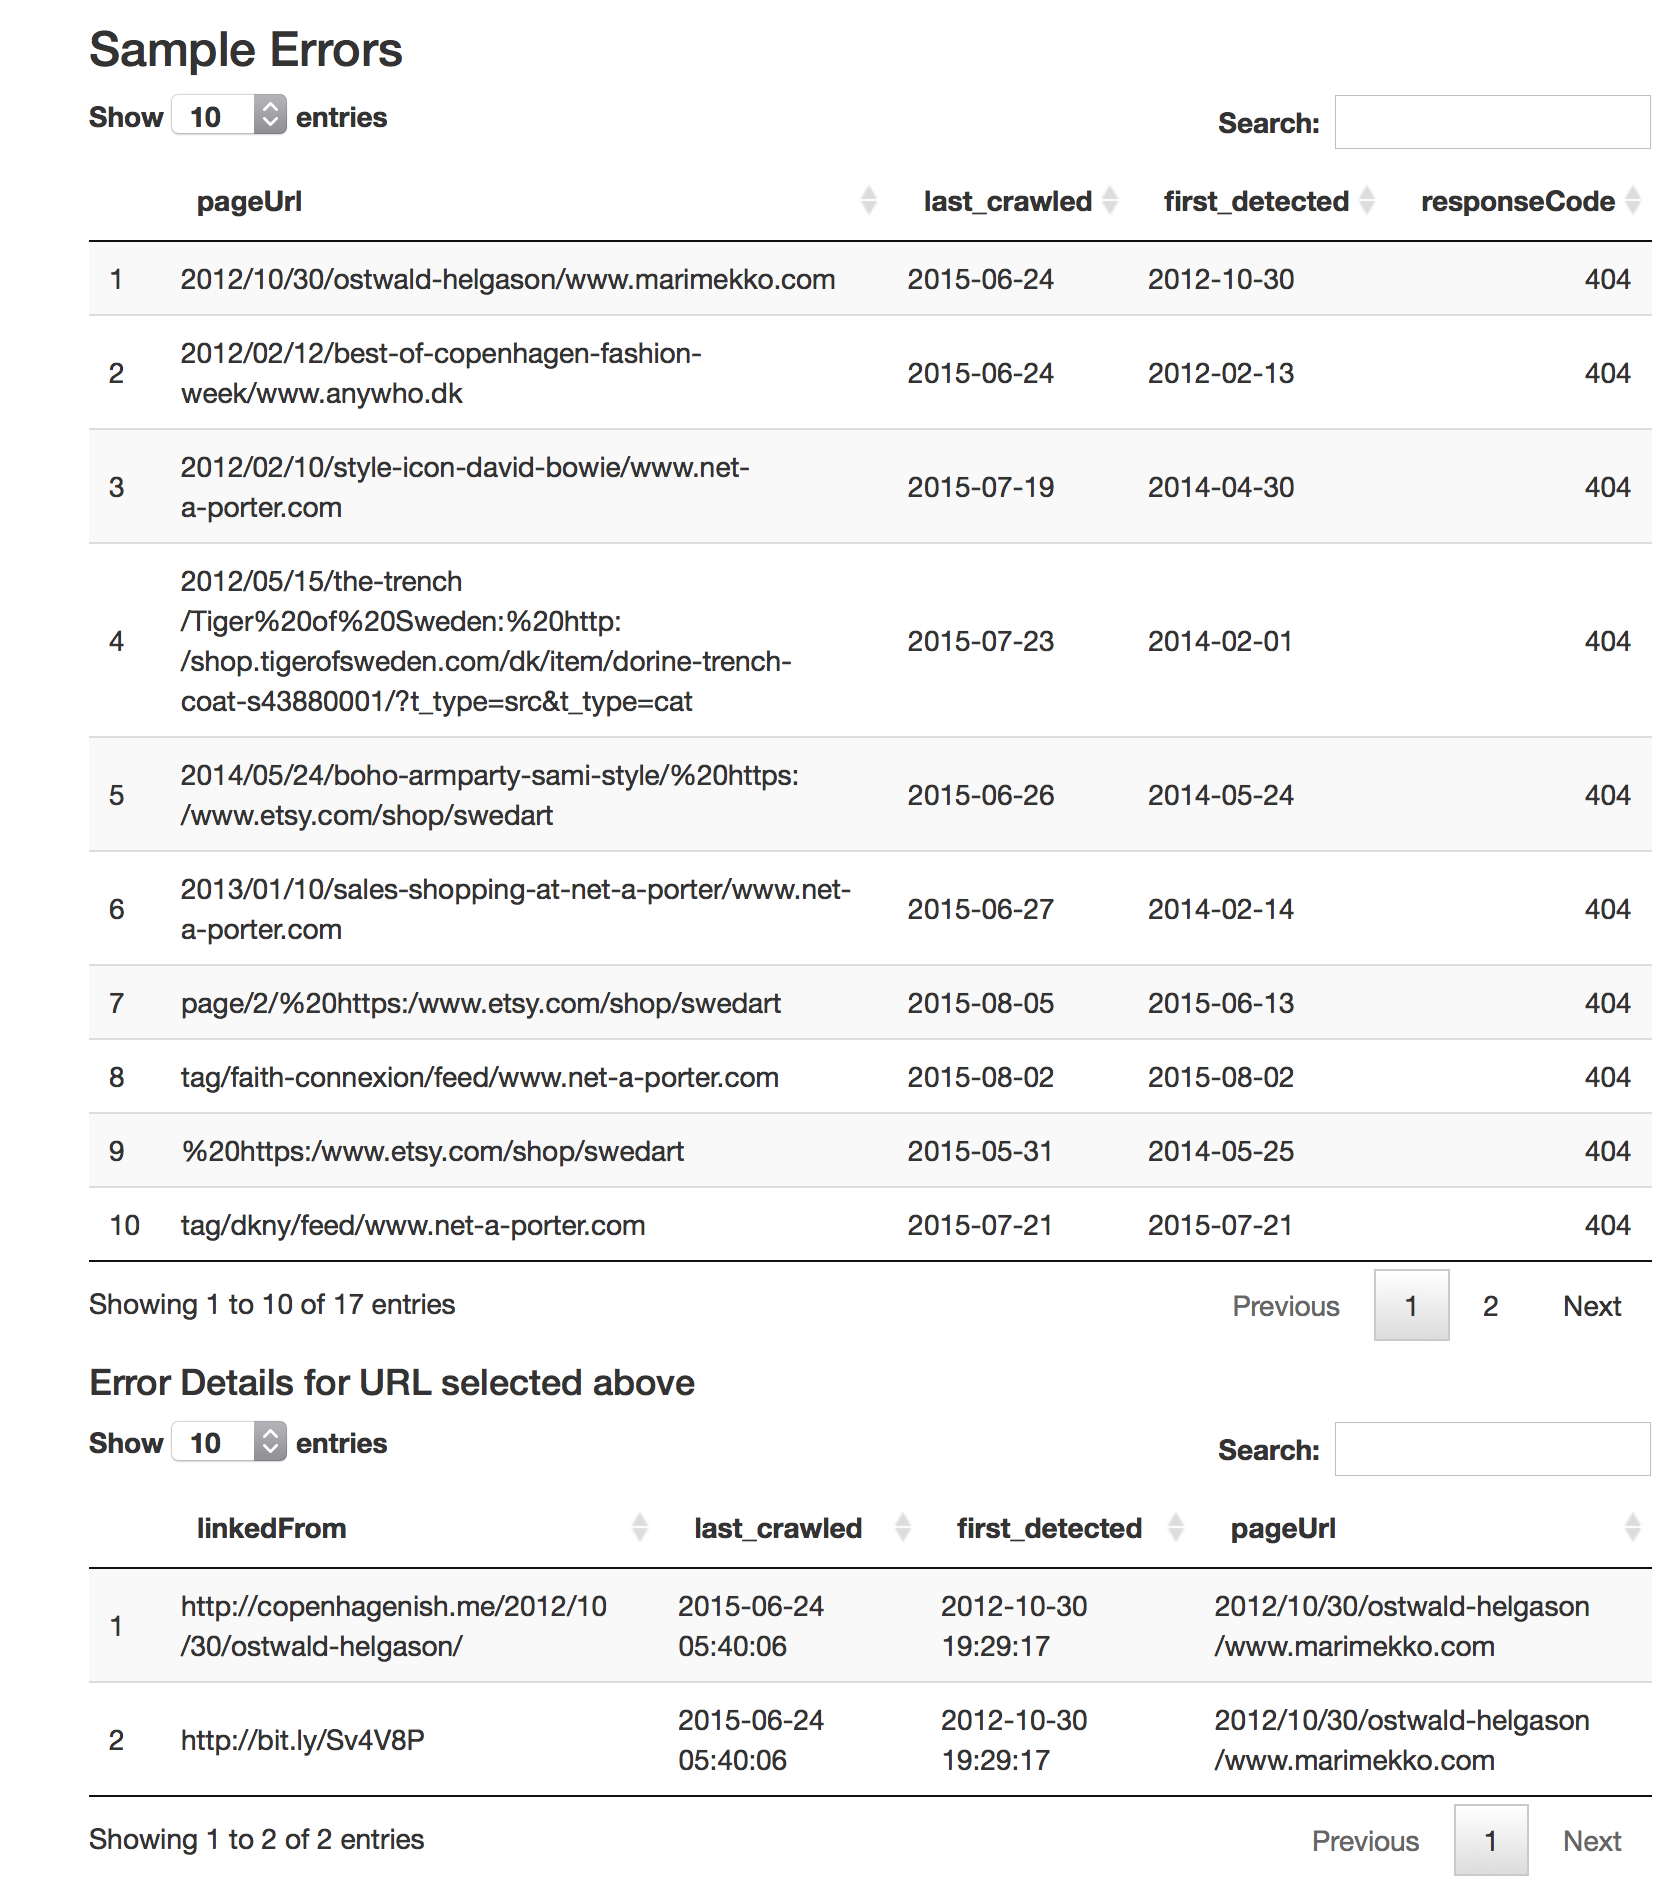 Sample Errors
Show 10 entries
Search:
pageUrl last_crawled first_detected responseCode
1 2012/10/30/ostwald-helgason/www.marimekko.com 2015-06-24 2012-10-30 404
2012/02/12/best-of-copenhagen-fashion-
2 2015-06-24 2012-02-13 404
week/www.anywho.dk
2012/02/10/style-icon-david-bowie/www.net-
3 2015-07-19 2014-04-30 404
a-porter.com
2012/05/15/the-trench
/Tiger%20of%20Sweden:%20http:
4 2015-07-23 2014-02-01 404
/shop.tigerofsweden.com/dk/item/dorine-trench-
coat-s43880001/?t_type=src&t_type=cat
2014/05/24/boho-armparty-sami-style/%20https:
5 2015-06-26 2014-05-24 404
/www.etsy.com/shop/swedart
2013/01/10/sales-shopping-at-net-a-porter/www.net-
6 2015-06-27 2014-02-14 404
a-porter.com
7 page/2/%20https:/www.etsy.com/shop/swedart 2015-08-05 2015-06-13 404
8 tag/faith-connexion/feed/www.net-a-porter.com 2015-08-02 2015-08-02 404
9 %20https:/www.etsy.com/shop/swedart 2015-05-31 2014-05-25 404
10 tag/dkny/feed/www.net-a-porter.com 2015-07-21 2015-07-21 404
Showing 1 to 10 of 17 entries
Previous 1 2 Next
Error Details for URL selected above
Show 10 entries
Search:
linkedFrom last_crawled first_detected pageUrl
http://copenhagenish.me/2012/10 2015-06-24 2012-10-30 2012/10/30/ostwald-helgason
1
/30/ostwald-helgason/ 05:40:06 19:29:17 /www.marimekko.com
2015-06-24 2012-10-30 2012/10/30/ostwald-helgason
2 http://bit.ly/Sv4V8P
05:40:06 19:29:17 /www.marimekko.com
Showing 1 to 2 of 2 entries
Previous 1 Next